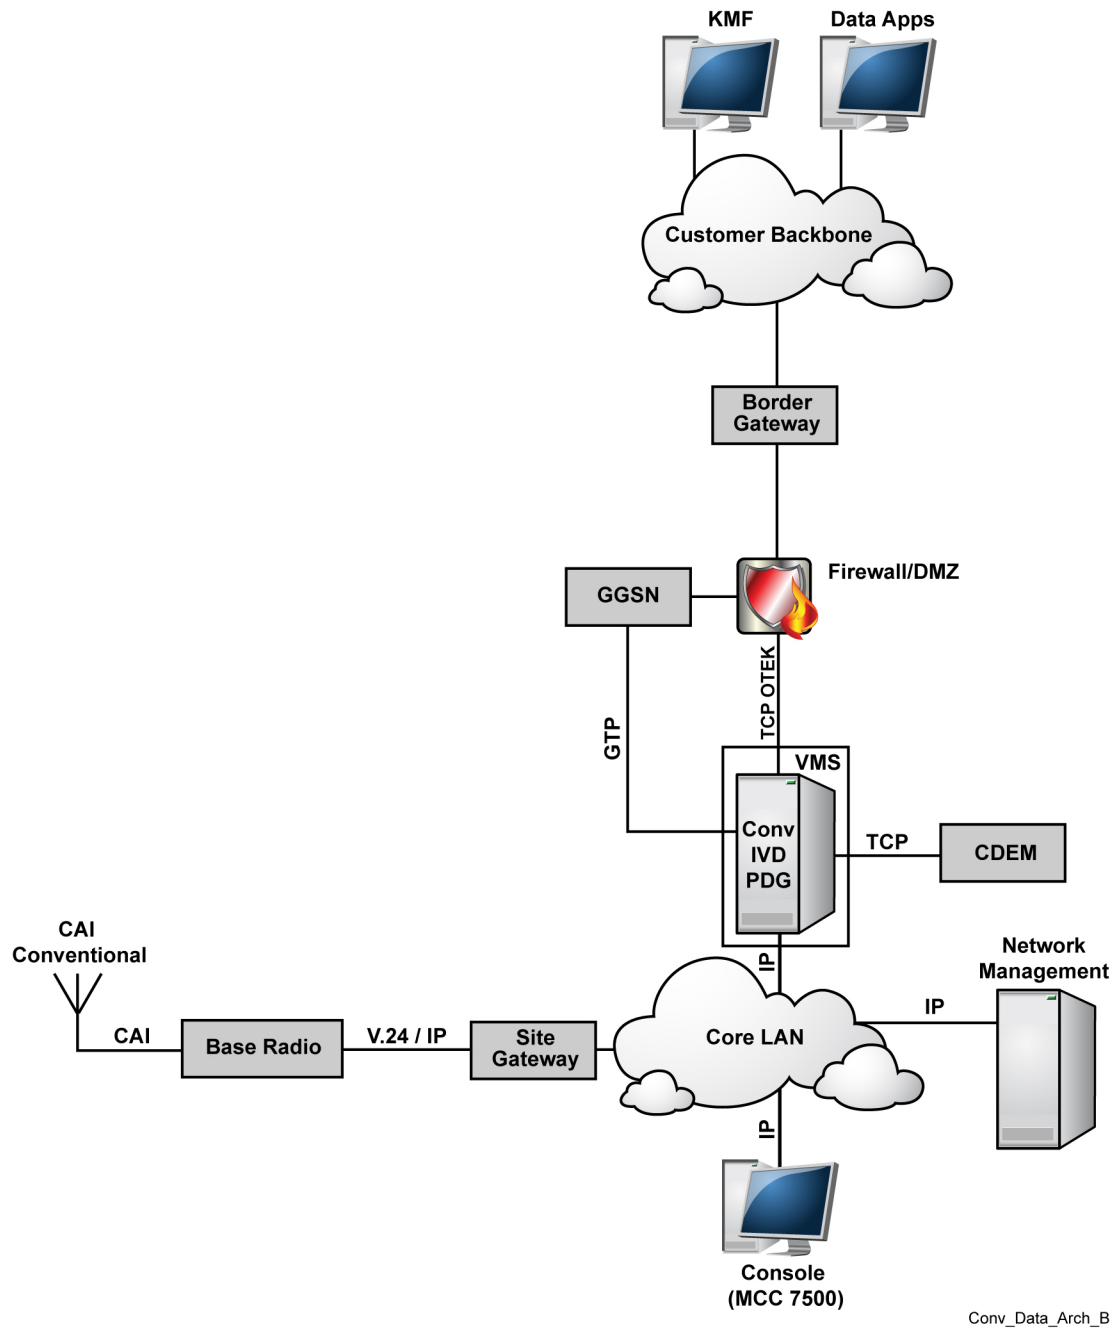 KMF
Data Apps
Customer Backbone
Border
Gateway
Firewall/DMZ
GGSN
TCP OTEK
GTP
VMS
Conv
IVD
PDG
TCP
CDEM
CAI
Conventional
Network
Management
IP
IP
CAI
Base Radio
V.24 / IP
Site
Gateway
Core LAN
IP
Console
(MCC 7500)
Conv_Data_Arch_B